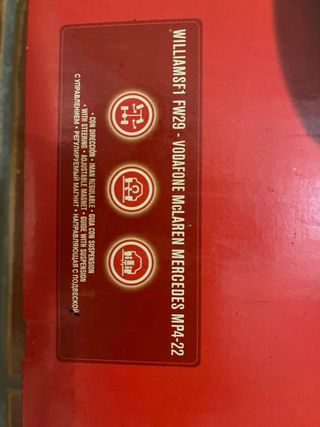 WILLIAMSF1 FW29 • VODAFONE McLAREN MERCEDES MP4-22
• CON DIRECCIÓN • IMAN REGULABLE • GUIA CON SUSPENSION
• WITH STEERING • ADJUSTABLE MAGNET • GUIDE WITH SUSPENSION
С УПРАВЛЕНИЕМ • РЕГУЛИРУЕМЫЙ МАГНИТ • НАПРАВЛЯЮЩАЯ С ПОДВЕСКОЙ